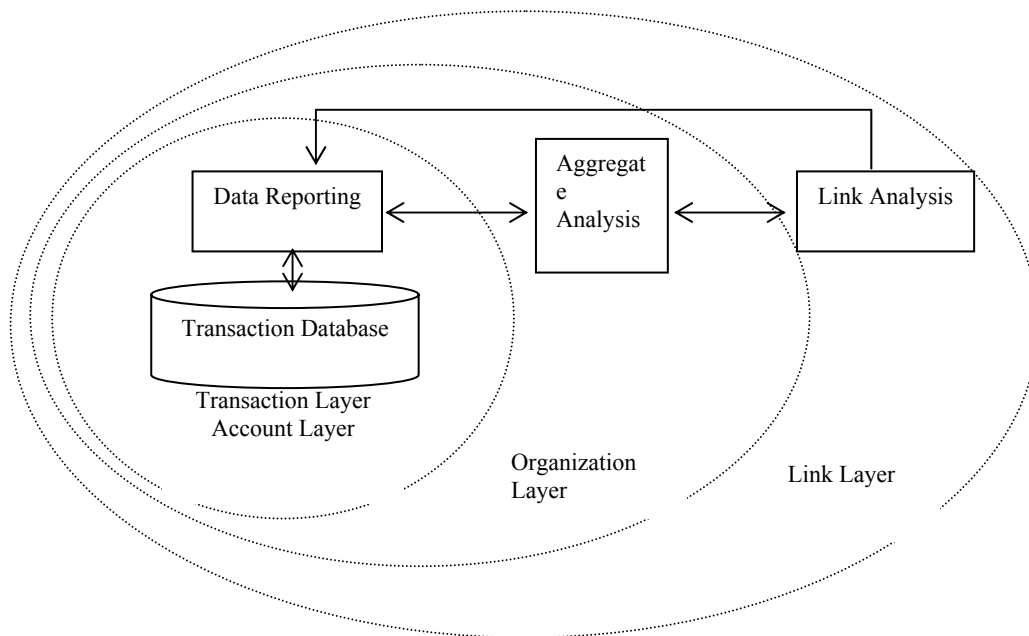 Data Reporting
Aggregat
e
Analysis
Link Analysis
Transaction Database
Transaction Layer
Account Layer
Organization
Layer
Link Layer